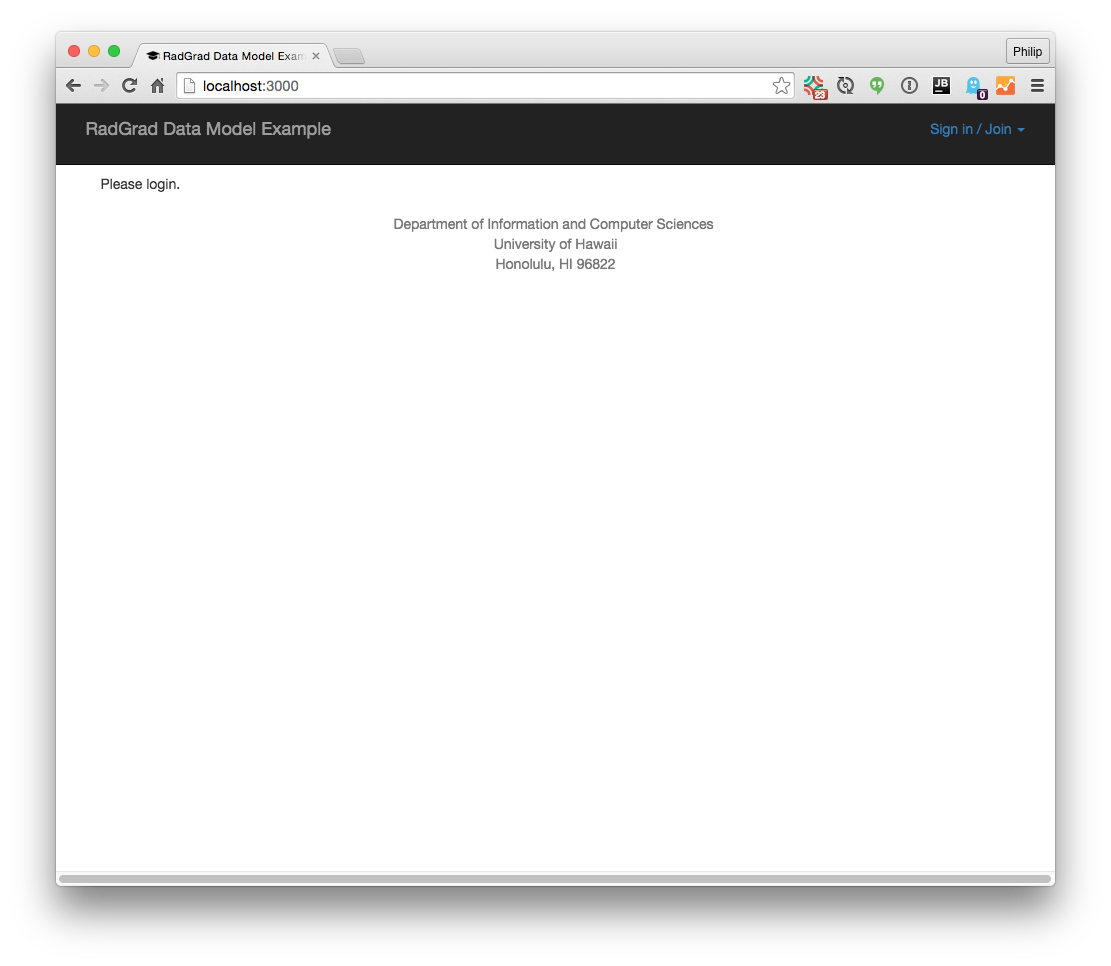 RadGrad Data Model Exam
Philip
localhost:3000
23
JB
0
RadGrad Data Model Example
Sign in / Join
Please login.
Department of Information and Computer Sciences
University of Hawaii
Honolulu, HI 96822